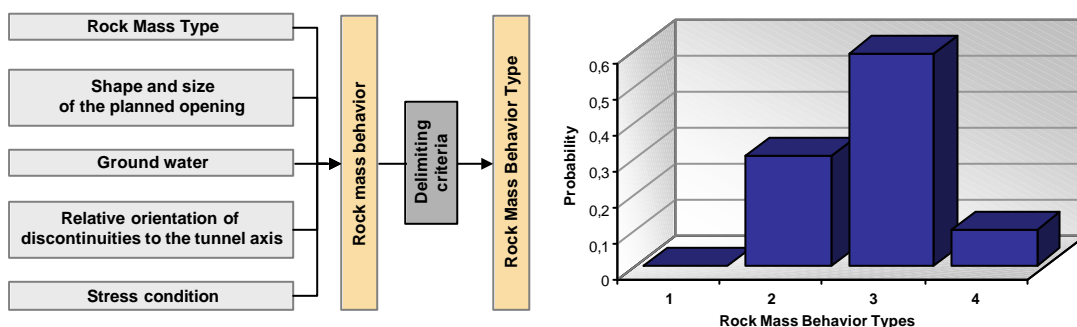 Rock Mass Type
Shape and size
of the planned opening
Ground water
Relative orientation of
discontinuities to the tunnel axis
Stress condition
Rock mass behavior
Delimiting
criteria
Rock Mass Behavior Type
Probability
0,6
0,5
0,4
0,3
0,2
0,1
0
1 2 3 4
Rock Mass Behavior Types